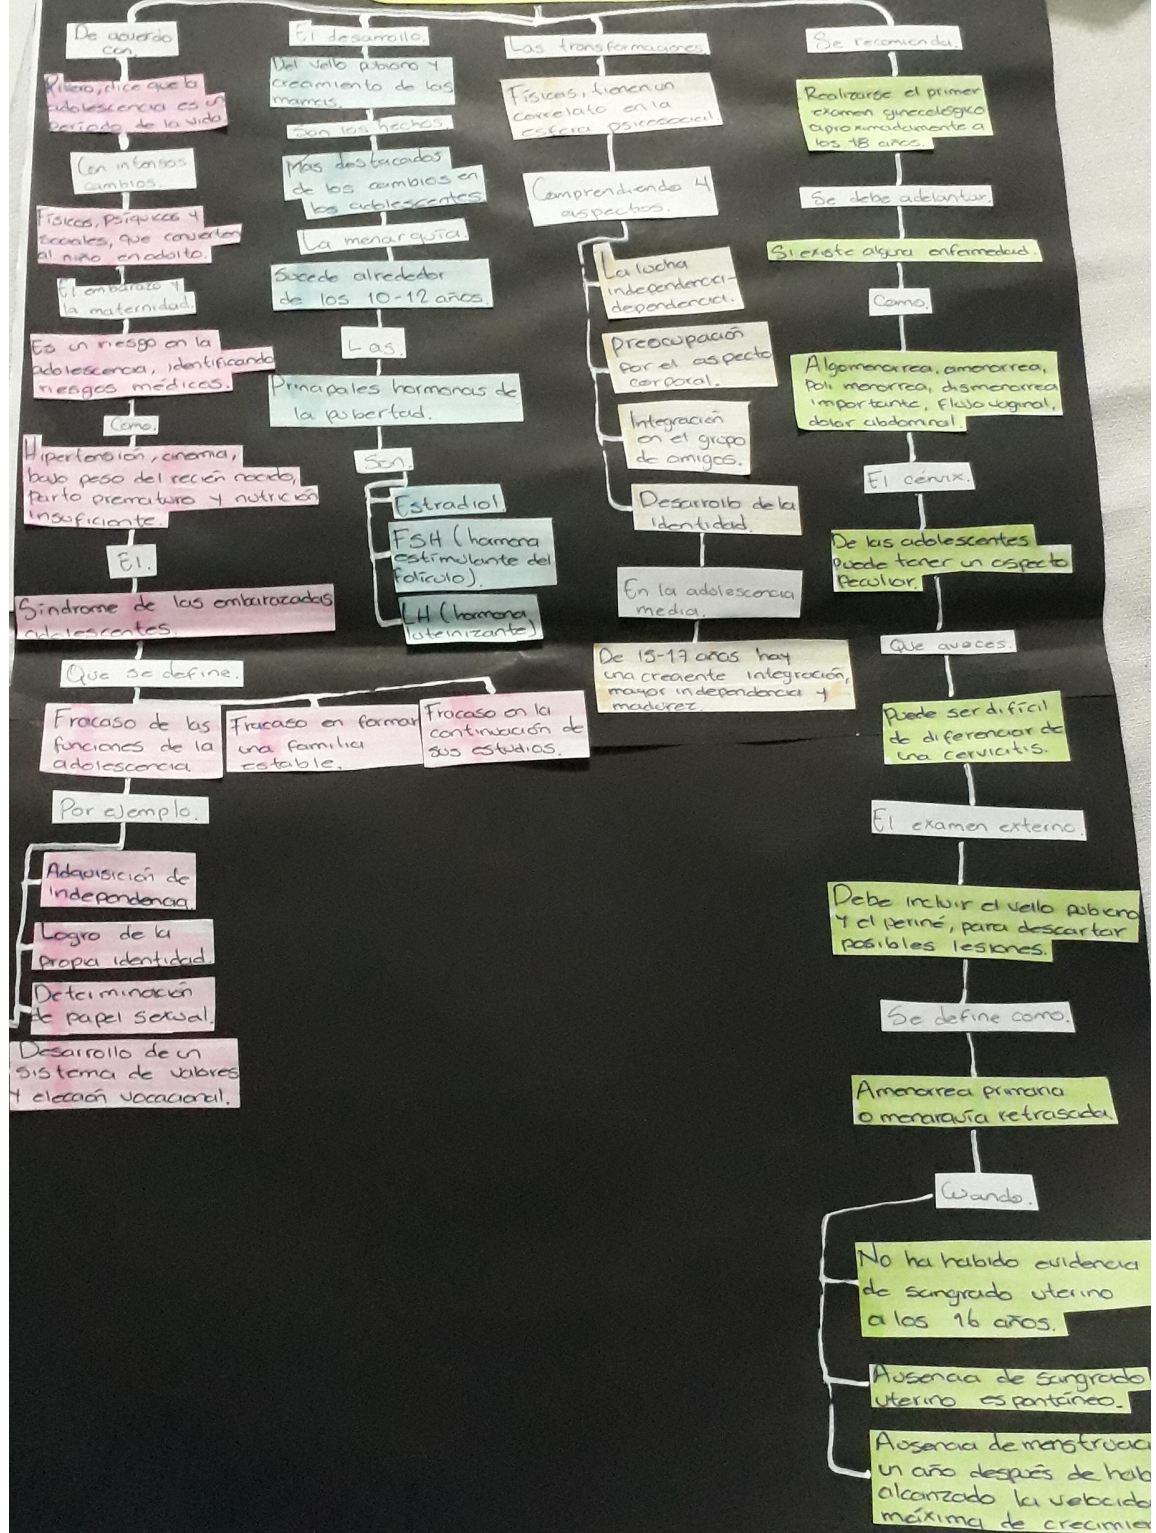 De acuerdo
con.
Rivero, dice que la
adolescencia es un
período de la vida.
Con intensos
cambios.
Físicos, psíquicos y
sociales, que convierten
al niño en adulto.
El embarazo y
la maternidad.
Es un riesgo en la
adolescencia, identificando
riesgos médicos.
Como.
Hipertensión, anemia,
bajo peso del recién nacido,
parto prematuro y nutrición
insuficiente.
El.
Síndrome de las embarazadas
adolescentes.
Que se define.
Fracaso de las
funciones de la
adolescencia
Fracaso en formar
una familia
estable.
Fracaso en la
continuación de
sus estudios.
Por ejemplo.
Adquisición de
independencia
Logro de la
propia identidad.
Determinación
de papel sexual.
Desarrollo de un
sistema de valores
y elección vocacional.
El desarrollo.
Del vello pubiano y
crecimiento de las
mamas.
Son los hechos.
Más destacados
de los cambios en
los adolescentes.
La menarquía.
Sucede alrededor
de los 10-12 años.
Las.
Principales hormonas de
la pubertad.
Son.
Estradiol
FSH (hormona
estimulante del
folículo).
LH (hormona
luteinizante)
Las transformaciones.
Físicas, tienen un
correlato en la
esfera psicosocial.
Comprendiendo 4
aspectos.
La lucha
independencia-
dependencia.
Preocupación
por el aspecto
corporal.
Integración
en el grupo
de amigos.
Desarrollo de la
identidad.
En la adolescencia
media.
De 15-17 años hay
una creciente integración,
mayor independencia y
madurez.
Se recomienda.
Realizarse el primer
examen ginecológico
aproximadamente a
los 18 años.
Se debe adelantar.
Si existe alguna enfermedad.
Como.
Algomenorrea, amenorrea,
poli menorrea, dismenorrea
importante, flujo vaginal,
dolor abdominal.
El cérvix.
De las adolescentes
puede tener un aspecto
peculiar.
Que aveces.
Puede ser difícil
de diferenciar de
una cervicitis.
El examen externo.
Debe incluir el vello pubiano
y el periné, para descartar
posibles lesiones.
Se define como.
Amenorrea primaria
o menarquía retrasada.
Cuando.
No ha habido evidencia
de sangrado uterino
a los 16 años.
Ausencia de sangrado
uterino espontáneo.
Ausencia de menstruac
un año después de hab
alcanzado la velocida
máxima de crecimie